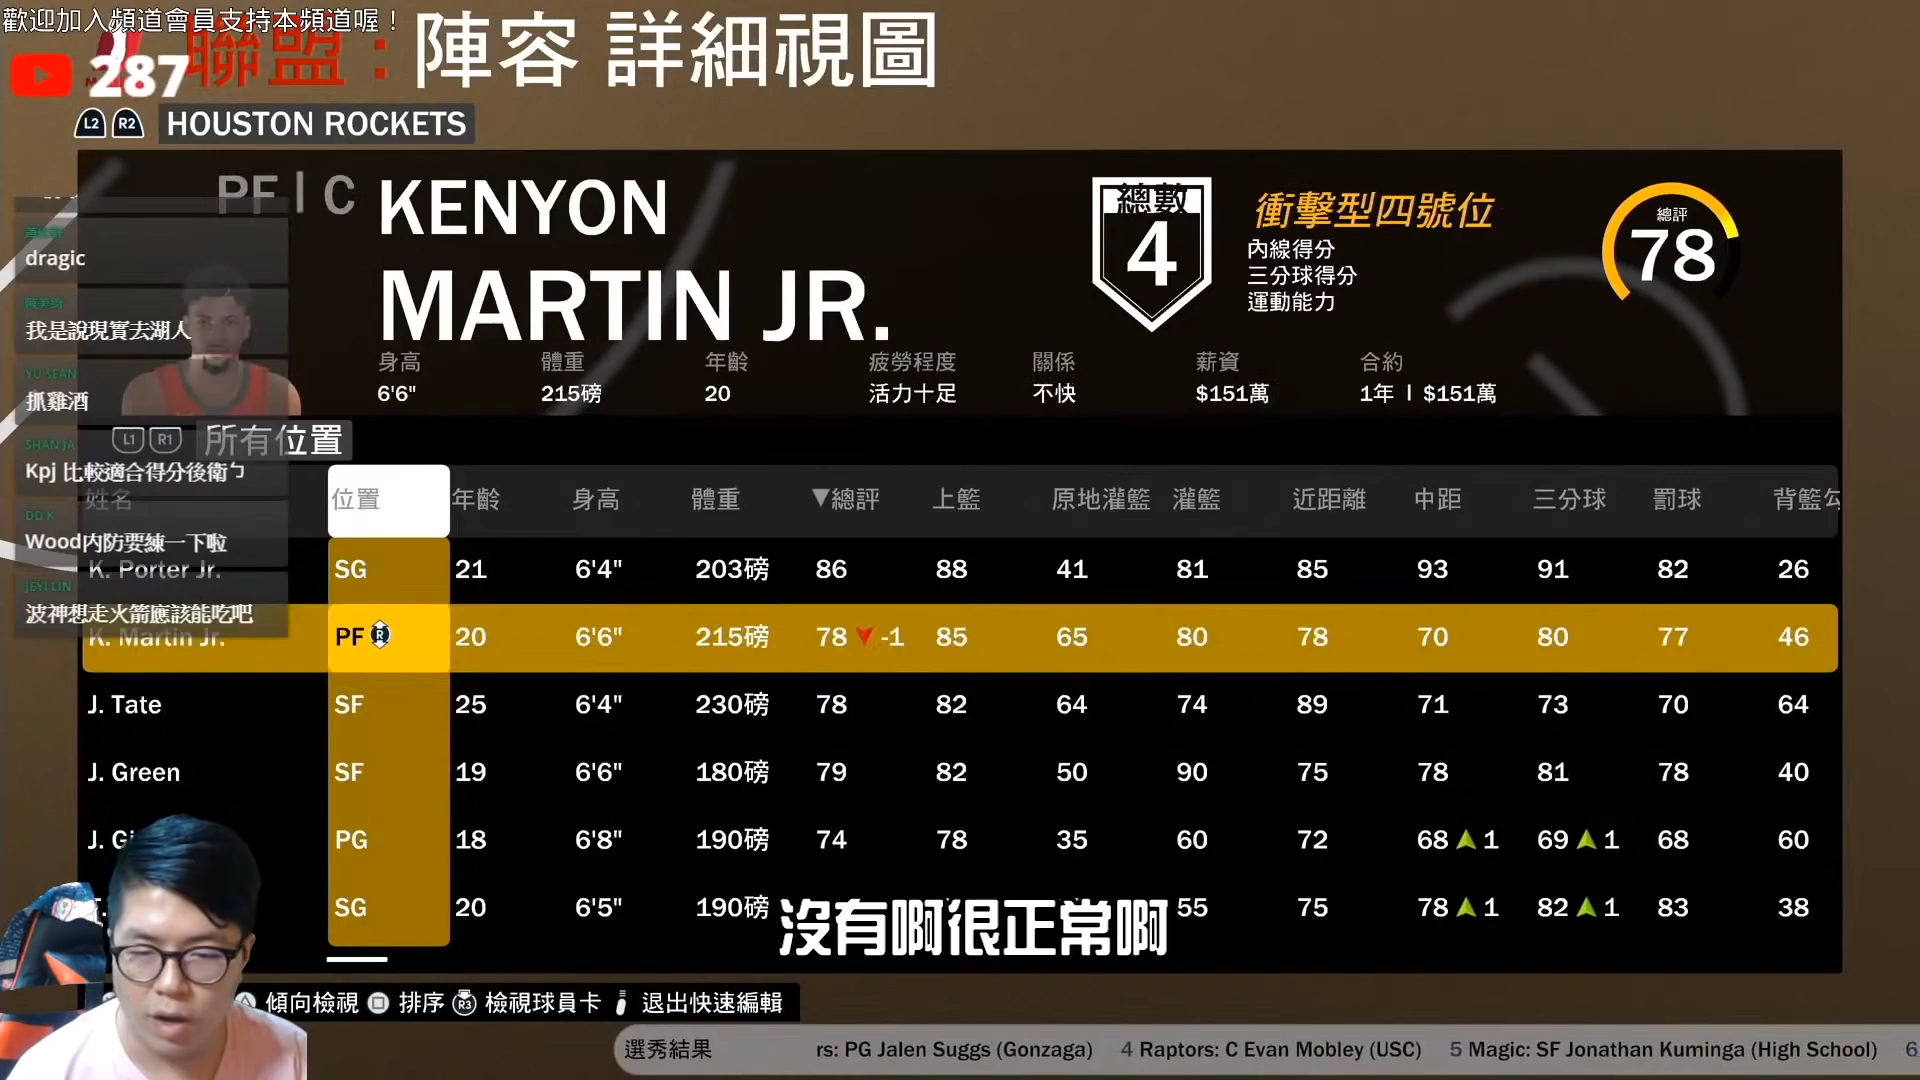 歡迎加入頻道會員支持本頻道喔！
287
聯盟：陣容 詳細視圖
L2 R2 HOUSTON ROCKETS
PF | C
KENYON
MARTIN JR.
總數
4
衝擊型四號位
內線得分
三分球得分
運動能力
總評
78
身高 體重 年齡 疲勞程度 關係 薪資 合約
6'6" 215磅 20 活力十足 不快 $151萬 1年 | $151萬
dragic
我是說現實去湖人
YU SEAN
抓雞酒
SHAN JA
Kpj 比較適合得分後衛ㄅ
DD K
Wood內防要練一下啦
JEYI LIN
波神想走火箭應該能吃吧
L1 R1 所有位置
姓名 位置 年齡 身高 體重 ▼總評 上籃 原地灌籃 灌籃 近距離 中距 三分球 罰球 背籃勾
K. Porter Jr. SG 21 6'4" 203磅 86 88 41 81 85 93 91 82 26
K. Martin Jr. PF R 20 6'6" 215磅 78 ▼ -1 85 65 80 78 70 80 77 46
J. Tate SF 25 6'4" 230磅 78 82 64 74 89 71 73 70 64
J. Green SF 19 6'6" 180磅 79 82 50 90 75 78 81 78 40
J. Gi PG 18 6'8" 190磅 74 78 35 60 72 68 ▲ 1 69 ▲ 1 68 60
SG 20 6'5" 190磅 55 75 78 ▲ 1 82 ▲ 1 83 38
沒有啊很正常啊
傾向檢視 排序 R3 檢視球員卡 退出快速編輯
選秀結果 rs: PG Jalen Suggs (Gonzaga) 4 Raptors: C Evan Mobley (USC) 5 Magic: SF Jonathan Kuminga (High School) 6